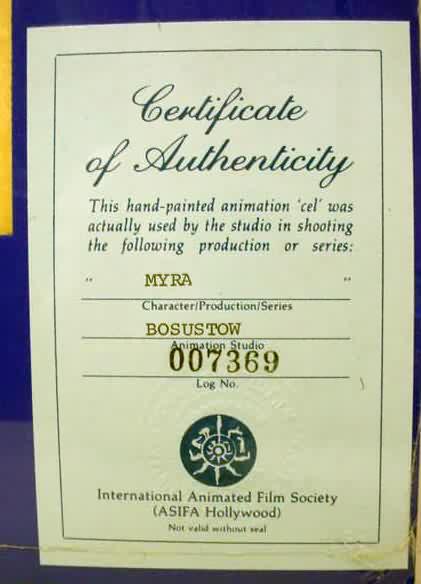 Certificate
of Authenticity
This hand-painted animation 'cel' was
actually used by the studio in shooting
the following production or series:
" MYRA "
Character/Production/Series
BOSUSTOW
Animation Studio
007369
Log No.
International Animated Film Society
(ASIFA Hollywood)
Not valid without seal